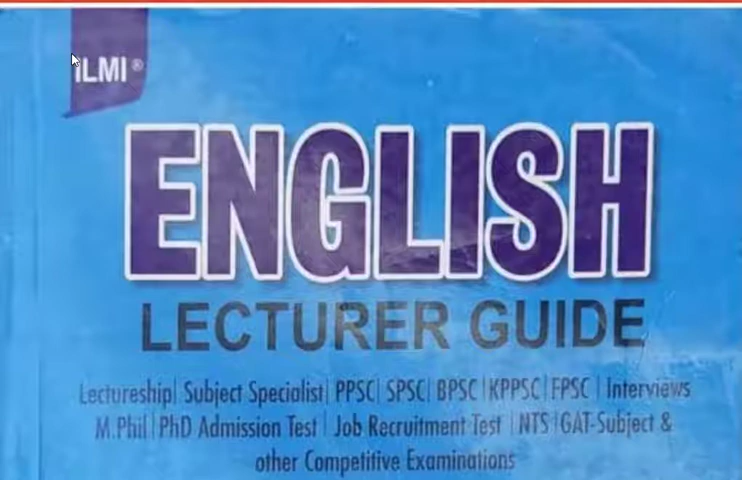 ILMI®
ENGLISH
LECTURER GUIDE
Lectureship| Subject Specialist| PPSC| SPSC| BPSC|KPPSC|FPSC | Interviews
M.Phil|PhD Admission Test | Job Recruitment Test |NTS|GAT-Subject &
other Competitive Examinations